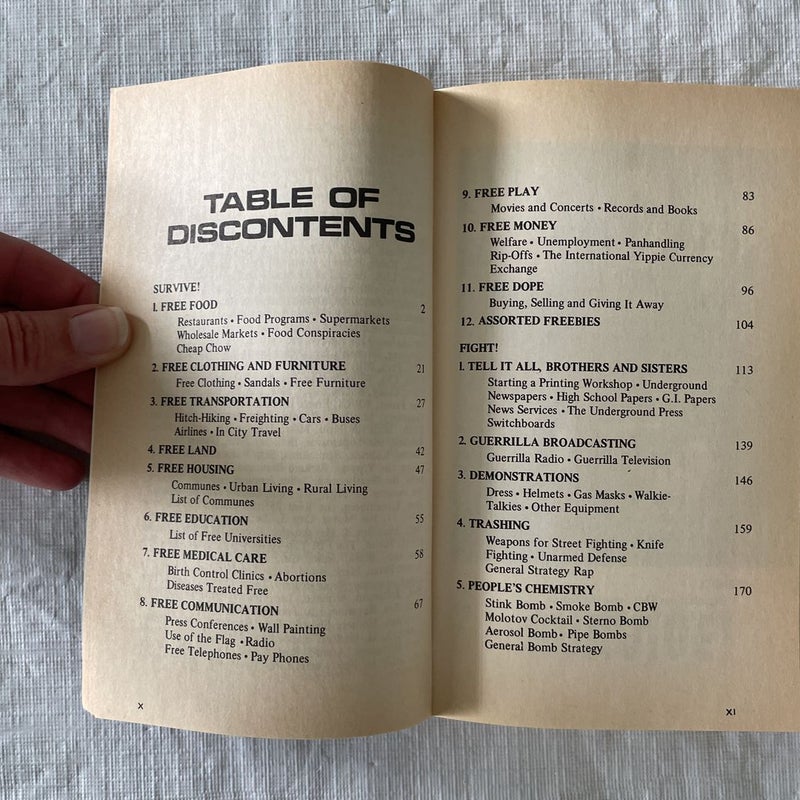 TABLE OF
DISCONTENTS
SURVIVE!
1. FREE FOOD 2
Restaurants • Food Programs • Supermarkets
Wholesale Markets • Food Conspiracies
Cheap Chow
2. FREE CLOTHING AND FURNITURE 21
Free Clothing • Sandals • Free Furniture
3. FREE TRANSPORTATION 27
Hitch-Hiking • Freighting • Cars • Buses
Airlines • In City Travel
4. FREE LAND 42
5. FREE HOUSING 47
Communes • Urban Living • Rural Living
List of Communes
6. FREE EDUCATION 55
List of Free Universities
7. FREE MEDICAL CARE 58
Birth Control Clinics • Abortions
Diseases Treated Free
8. FREE COMMUNICATION 67
Press Conferences • Wall Painting
Use of the Flag • Radio
Free Telephones • Pay Phones
X
9. FREE PLAY 83
Movies and Concerts • Records and Books
10. FREE MONEY 86
Welfare • Unemployment • Panhandling
Rip-Offs • The International Yippie Currency
Exchange
11. FREE DOPE 96
Buying, Selling and Giving It Away
12. ASSORTED FREEBIES 104
FIGHT!
1. TELL IT ALL, BROTHERS AND SISTERS 113
Starting a Printing Workshop • Underground
Newspapers • High School Papers • G.I. Papers
News Services • The Underground Press
Switchboards
2. GUERRILLA BROADCASTING 139
Guerrilla Radio • Guerrilla Television
3. DEMONSTRATIONS 146
Dress • Helmets • Gas Masks • Walkie-
Talkies • Other Equipment
4. TRASHING 159
Weapons for Street Fighting • Knife
Fighting • Unarmed Defense
General Strategy Rap
5. PEOPLE'S CHEMISTRY 170
Stink Bomb • Smoke Bomb • CBW
Molotov Cocktail • Sterno Bomb
Aerosol Bomb • Pipe Bombs
General Bomb Strategy
XI